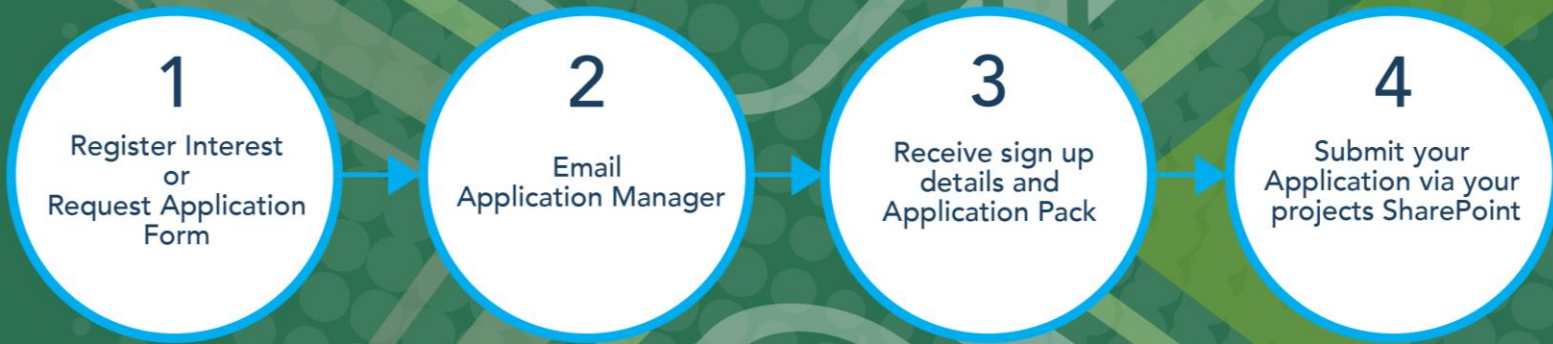 1
Register Interest
or
Request Application
Form
2
Email
Application Manager
3
Receive sign up
details and
Application Pack
4
Submit your
Application via your
projects SharePoint